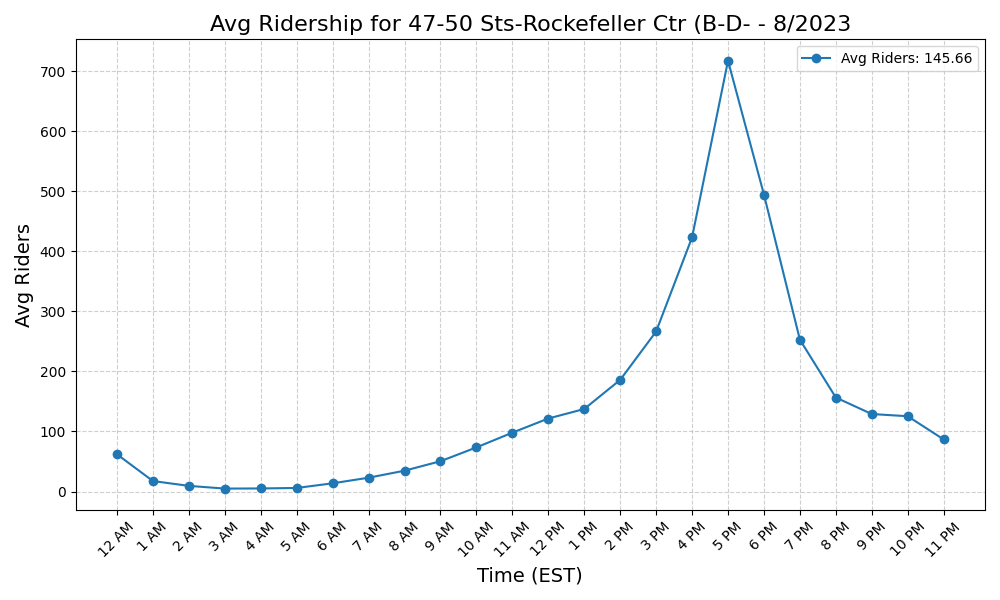 Avg Ridership for 47-50 Sts-Rockefeller Ctr (B-D- - 8/2023
Avg Riders: 145.66
Avg Riders
700
600
500
400
300
200
100
0
12 AM
1 AM
2 AM
3 AM
4 AM
5 AM
6 AM
7 AM
8 AM
9 AM
10 AM
11 AM
12 PM
1 PM
2 PM
3 PM
4 PM
5 PM
6 PM
7 PM
8 PM
9 PM
10 PM
11 PM
Time (EST)